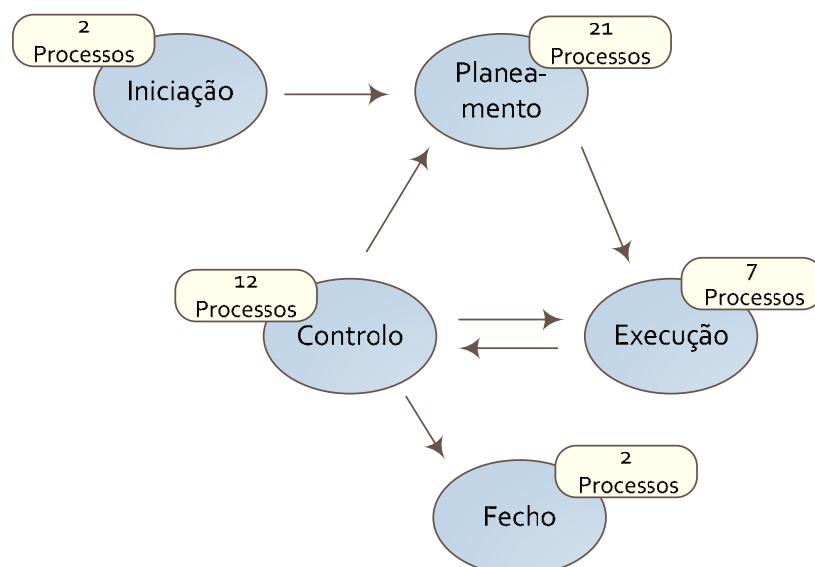 2
Processos
Iniciação
21
Processos
Planea-
mento
12
Processos
Controlo
7
Processos
Execução
2
Processos
Fecho